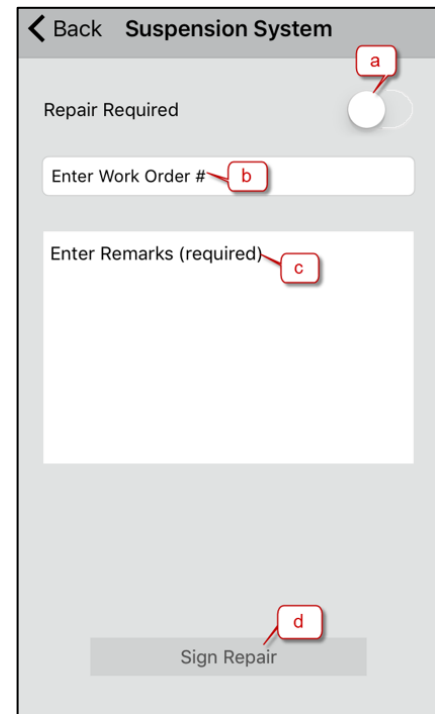 Back Suspension System
a
Repair Required
Enter Work Order # b
Enter Remarks (required)
c
d
Sign Repair